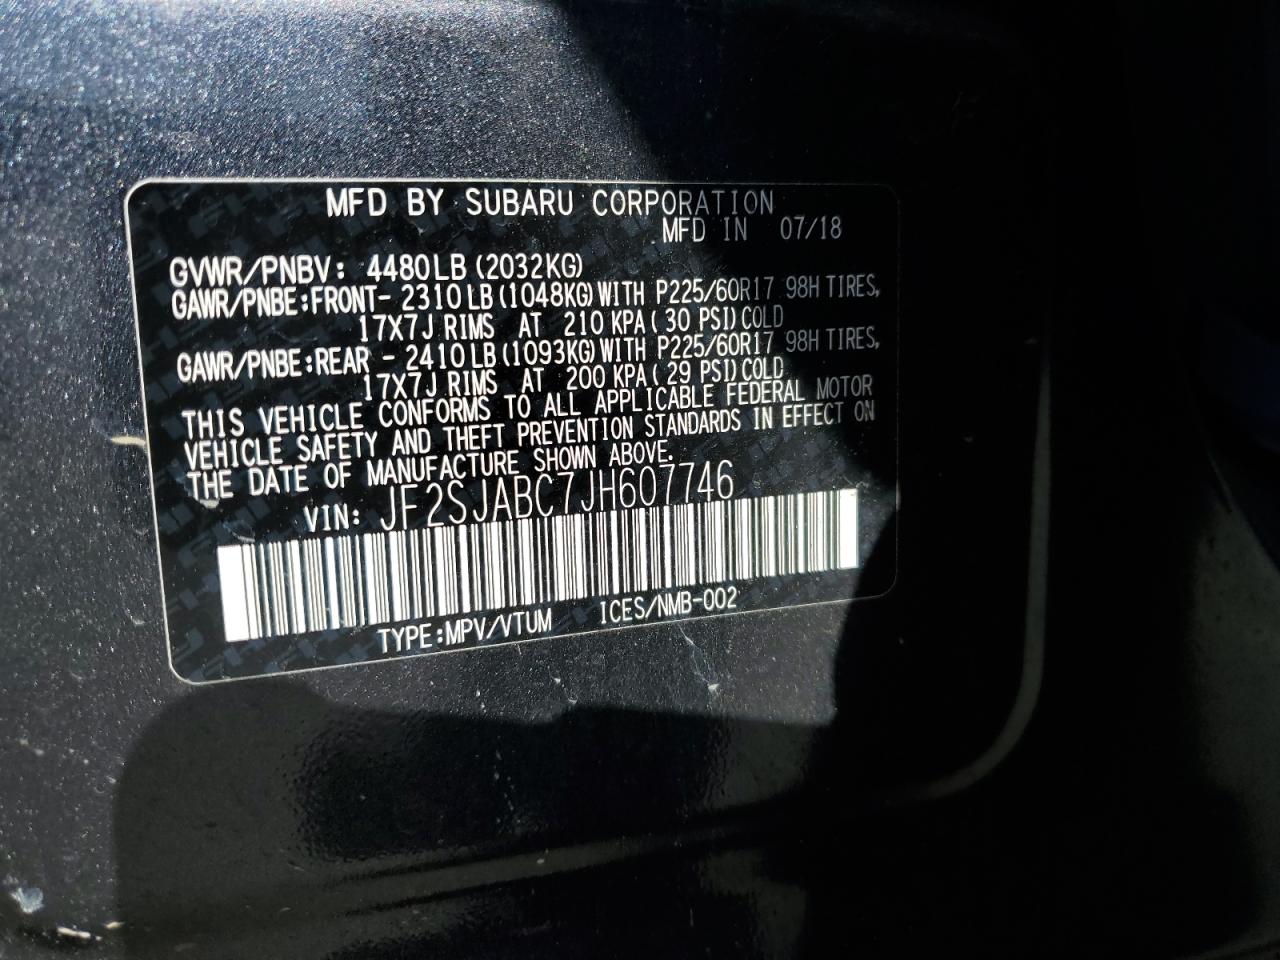 MFD BY SUBARU CORPORATION
MFD IN 07/18
GVWR/PNBV: 4480LB (2032KG)
GAWR/PNBE:FRONT- 2310 LB (1048KG) WITH P225/60R17 98H TIRES,
17X7J RIMS AT 210 KPA ( 30 PSI) COLD
GAWR/PNBE:REAR - 2410 LB (1093KG) WITH P225/60R17 98H TIRES,
17X7J RIMS AT 200 KPA ( 29 PSI) COLD.
THIS VEHICLE CONFORMS TO ALL APPLICABLE FEDERAL MOTOR
VEHICLE SAFETY AND THEFT PREVENTION STANDARDS IN EFFECT ON
THE DATE OF MANUFACTURE SHOWN ABOVE.
VIN: JF2SJABC7JH607746
TYPE:MPV/VTUM ICES/NMB-002